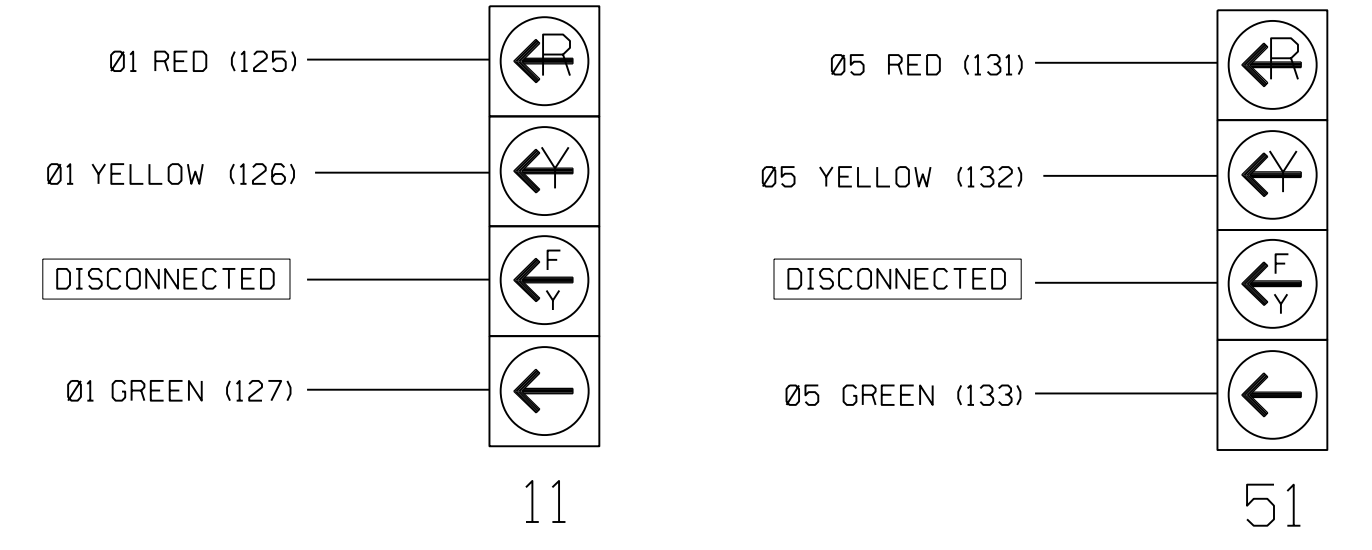 Ø1 RED (125)
R
Ø1 YELLOW (126)
Y
DISCONNECTED
F
Y
Ø1 GREEN (127)
11
Ø5 RED (131)
R
Ø5 YELLOW (132)
Y
DISCONNECTED
F
Y
Ø5 GREEN (133)
51